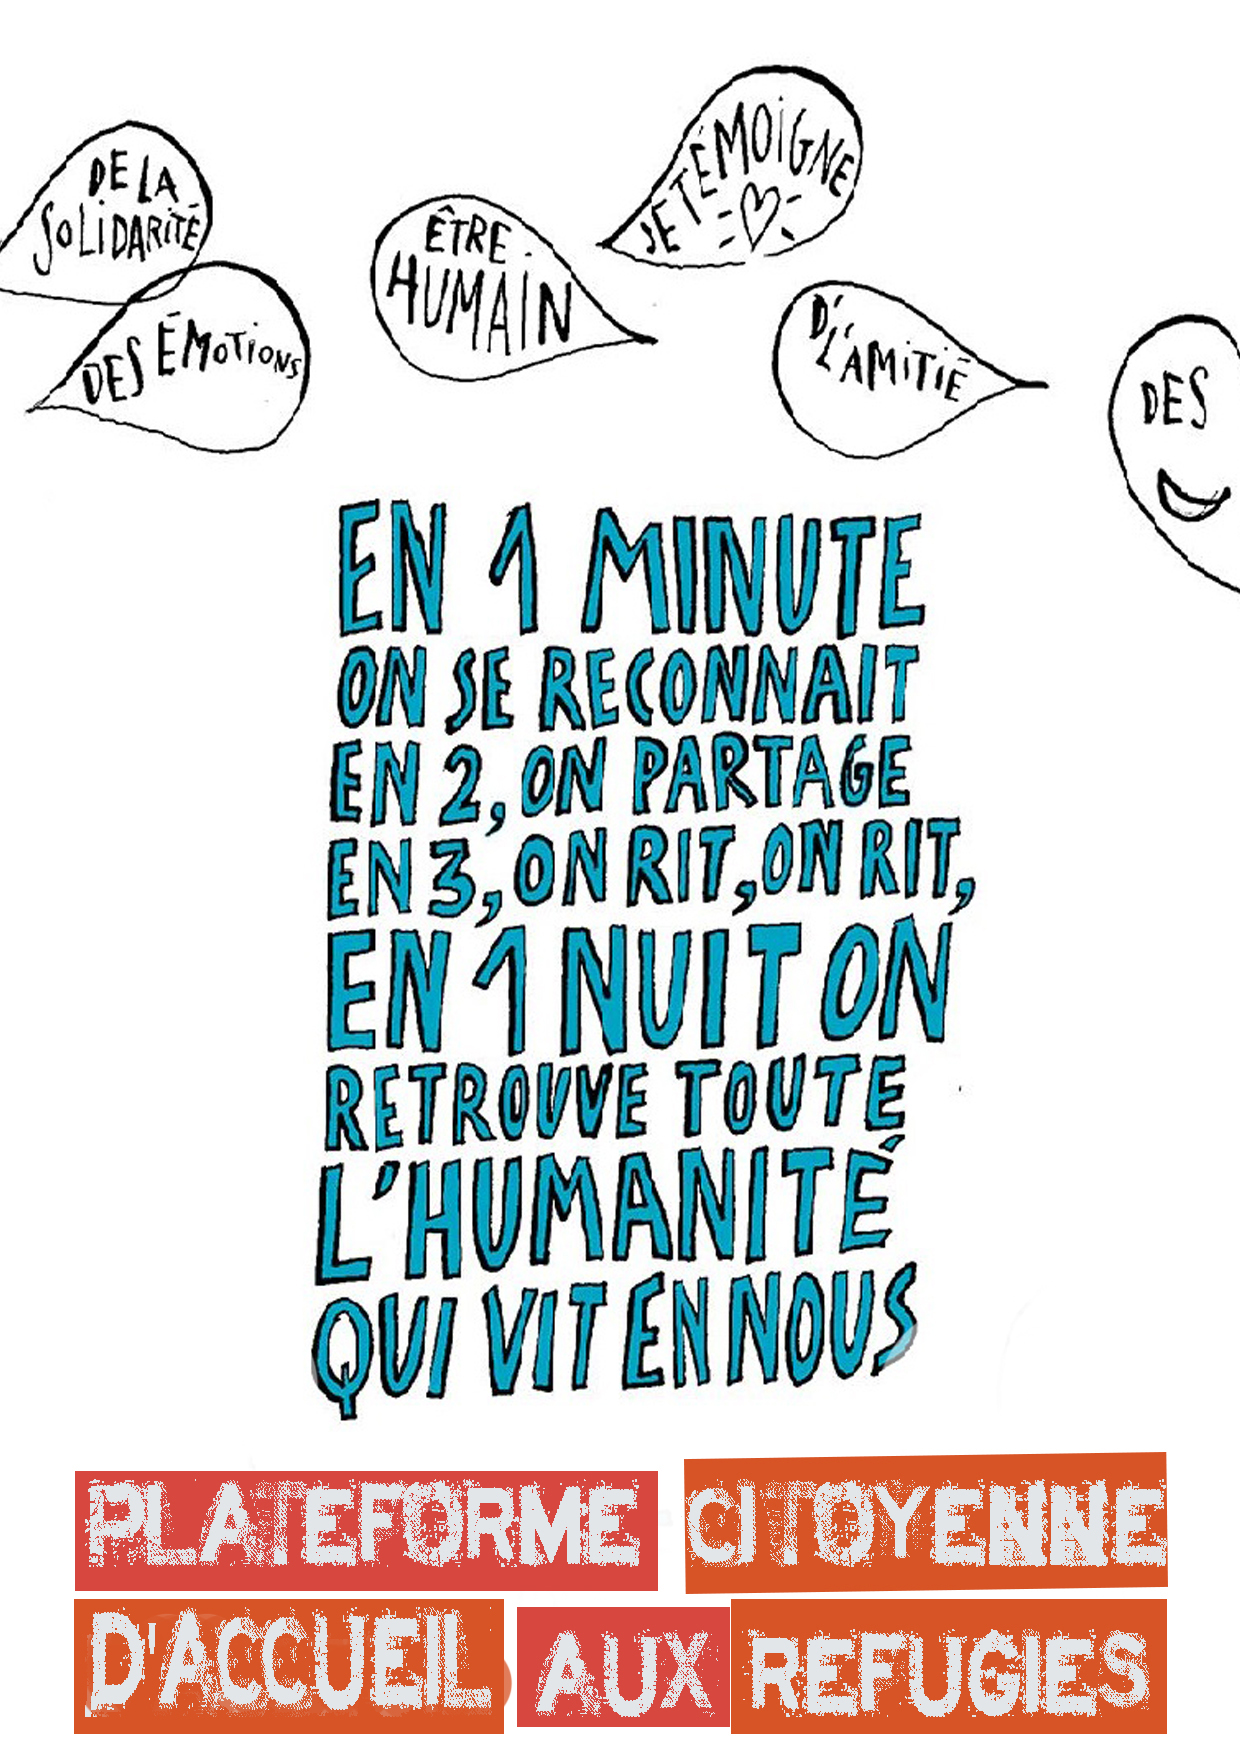 DE LA
SOLIDARITÉ
DES ÉMOTIONS
ÊTRE
HUMAIN
JE TÉMOIGNE
D'
L'AMITIÉ
DES
EN 1 MINUTE
ON SE RECONNAIT
EN 2, ON PARTAGE
EN 3, ON RIT, ON RIT,
EN 1 NUIT ON
RETROUVE TOUTE
L'HUMANITÉ
QUI VIT EN NOUS
PLATEFORME CITOYENNE
D'ACCUEIL AUX REFUGIES